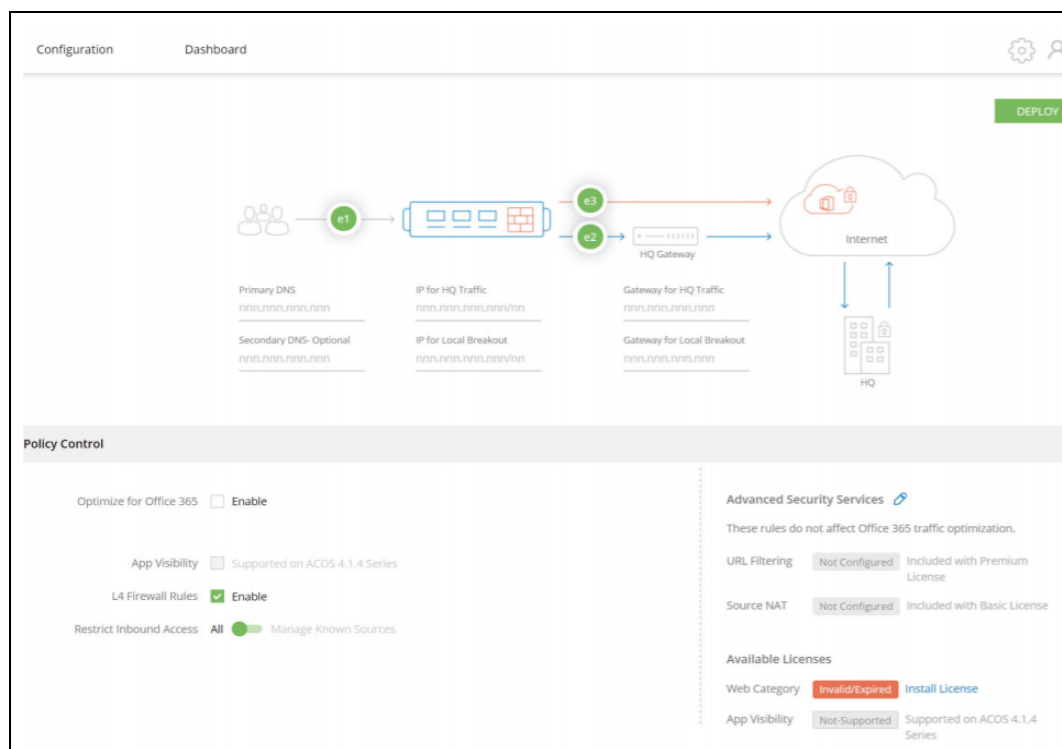 Configuration Dashboard
DEPLOY
e1
e3
e2
HQ Gateway
Internet
HQ
Primary DNS
nnn.nnn.nnn.nnn
IP for HQ Traffic
nnn.nnn.nnn.nnn/nn
Gateway for HQ Traffic
nnn.nnn.nnn.nnn
Secondary DNS- Optional
nnn.nnn.nnn.nnn
IP for Local Breakout
nnn.nnn.nnn.nnn/nn
Gateway for Local Breakout
nnn.nnn.nnn.nnn
Policy Control
Optimize for Office 365 Enable
App Visibility Supported on ACOS 4.1.4 Series
L4 Firewall Rules Enable
Restrict Inbound Access All Manage Known Sources
Advanced Security Services
These rules do not affect Office 365 traffic optimization.
URL Filtering Not Configured Included with Premium
License
Source NAT Not Configured Included with Basic License
Available Licenses
Web Category Invalid/Expired Install License
App Visibility Not-Supported Supported on ACOS 4.1.4
Series